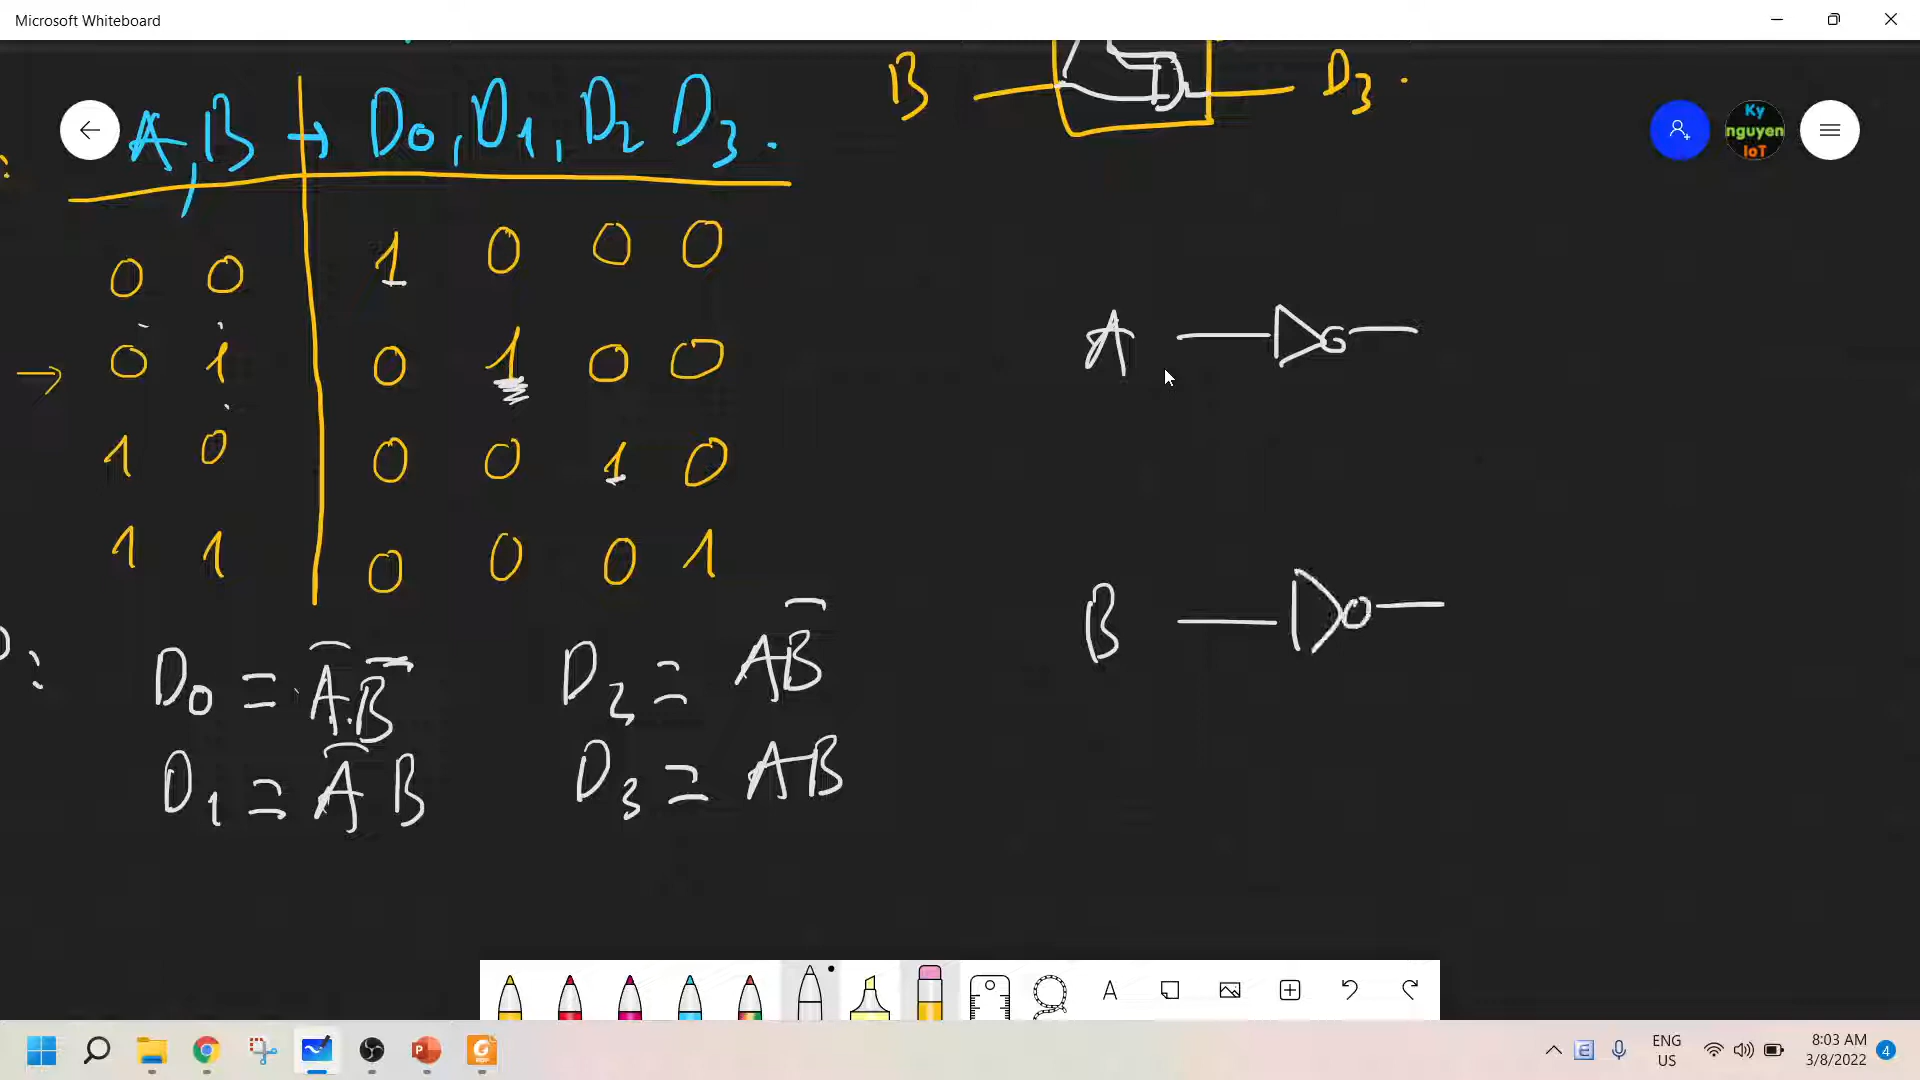 Microsoft Whiteboard
B D3.
A,B → D0, D1, D2 D3.
Ky
nguyen
IoT
0 0 1 0 0 0
→ 0 1 0 1 0 0
1 0 0 0 1 0
1 1 0 0 0 1
A
B
: D0 = A̅.B̅ D2 = AB̅
D1 = A̅ B D3 = AB
A
ENG
US
8:03 AM
3/8/2022
4